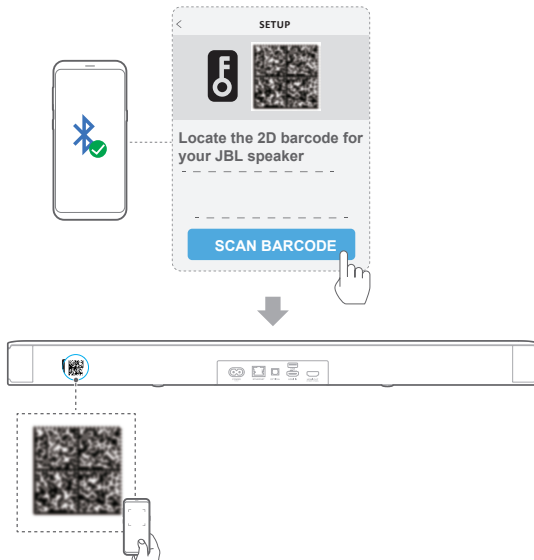 SETUP
Locate the 2D barcode for
your JBL speaker
SCAN BARCODE